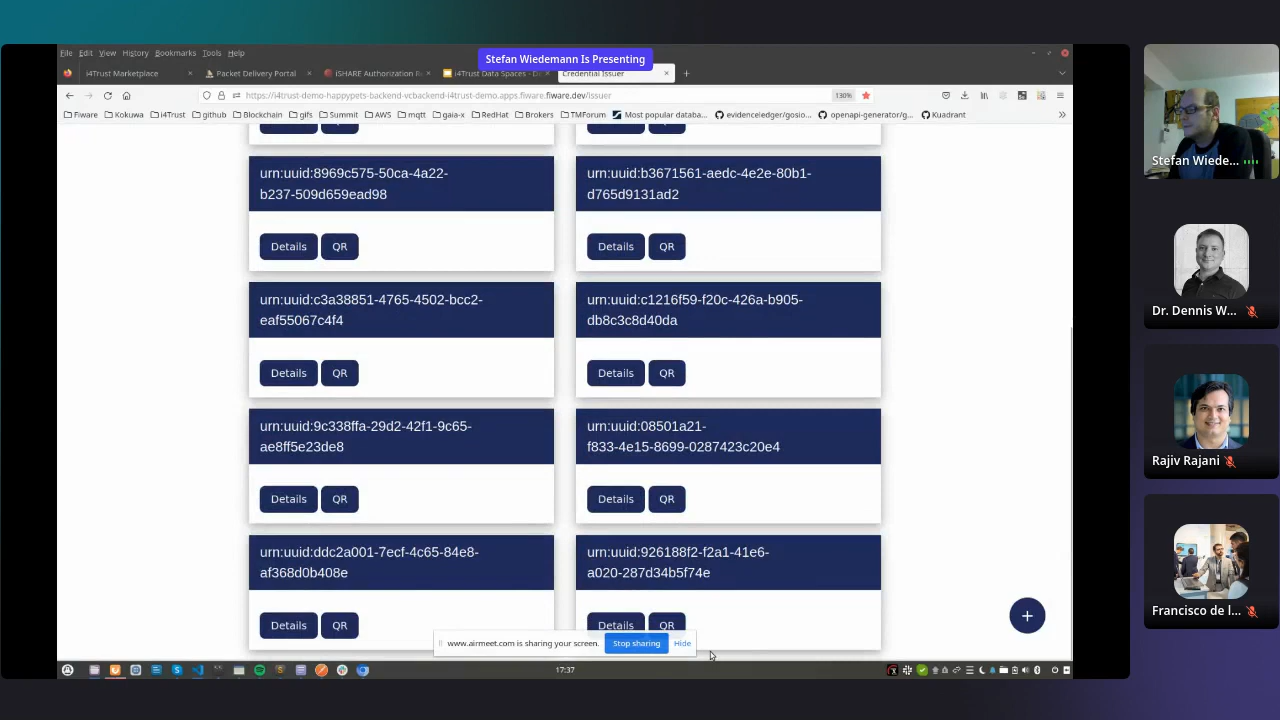 Stefan Wiedemann Is Presenting
File Edit View History Bookmarks Tools Help
i4Trust Marketplace
Packet Delivery Portal
iSHARE Authorization R
i4Trust Data Spaces - D
Credential Issuer
https://i4trust-demo-happypets-backend-vcbackend-i4trust-demo.apps.fiware.dev/issuer
130%
Fiware Kokuwa i4Trust github Blockchain gifs Summit AWS mqtt gaia-x RedHat Brokers TMForum Most popular databa... evidenceledger/gosio... openapi-generator/g... Kuadrant
urn:uuid:8969c575-50ca-4a22-
b237-509d659ead98
Details QR
urn:uuid:b3671561-aedc-4e2e-80b1-
d765d9131ad2
Details QR
urn:uuid:c3a38851-4765-4502-bcc2-
eaf55067c4f4
Details QR
urn:uuid:c1216f59-f20c-426a-b905-
db8c3c8d40da
Details QR
urn:uuid:9c338ffa-29d2-42f1-9c65-
ae8ff5e23de8
Details QR
urn:uuid:08501a21-
f833-4e15-8699-0287423c20e4
Details QR
urn:uuid:ddc2a001-7ecf-4c65-84e8-
af368d0b408e
Details QR
urn:uuid:926188f2-f2a1-41e6-
a020-287d34b5f74e
Details QR
+
www.airmeet.com is sharing your screen. Stop sharing Hide
17:37
Stefan Wiede...
Dr. Dennis W...
Rajiv Rajani
Francisco de l...